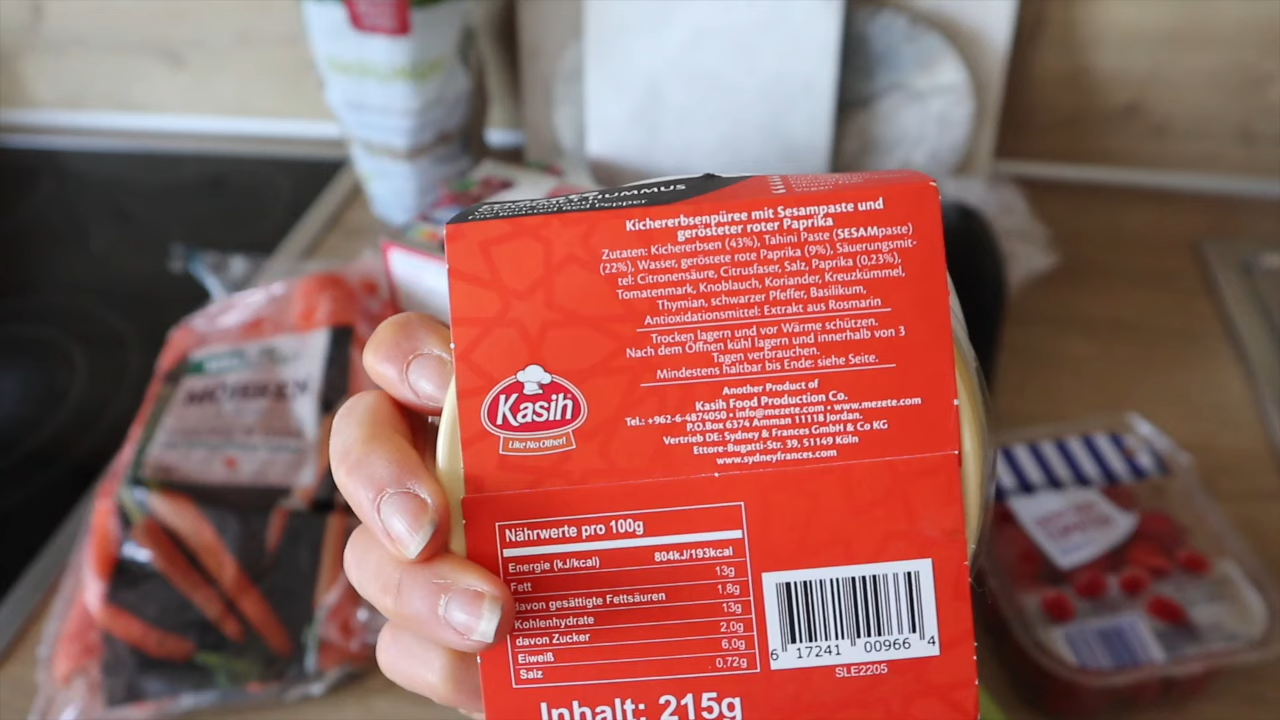 HUMMUS
Fire Roasted Red Pepper
Vegan
Kichererbsenpüree mit Sesampaste und
gerösteter roter Paprika
Zutaten: Kichererbsen (43%), Tahini Paste (SESAMpaste)
(22%), Wasser, geröstete rote Paprika (9%), Säuerungsmit-
tel: Citronensäure, Citrusfaser, Salz, Paprika (0,23%),
Tomatenmark, Knoblauch, Koriander, Kreuzkümmel,
Thymian, schwarzer Pfeffer, Basilikum,
Antioxidationsmittel: Extrakt aus Rosmarin
Trocken lagern und vor Wärme schützen.
Nach dem Öffnen kühl lagern und innerhalb von 3
Tagen verbrauchen.
Mindestens haltbar bis Ende: siehe Seite.
Another Product of
Kasih Food Production Co.
Tel.: +962-6-4874050 • info@mezete.com • www.mezete.com
P.O.Box 6374 Amman 11118 Jordan.
Vertrieb DE: Sydney & Frances GmbH & Co KG
Ettore-Bugatti-Str. 39, 51149 Köln
www.sydneyfrances.com
Kasih
Like No Other!
Nährwerte pro 100g
Energie (kJ/kcal) 804kJ/193kcal
Fett 13g
davon gesättigte Fettsäuren 1,8g
Kohlenhydrate 13g
davon Zucker 2,0g
Eiweiß 6,0g
Salz 0,72g
6 17241 00966 4
SLE2205
Inhalt: 215g
MÖHREN